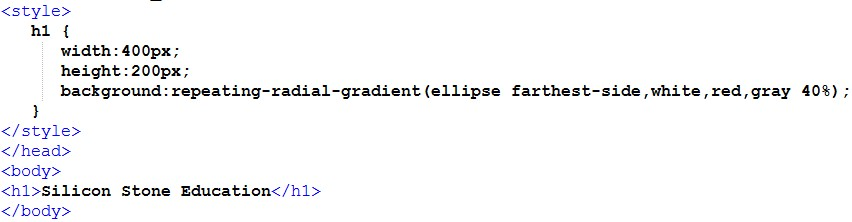 <style>
h1 {
width:400px;
height:200px;
background:repeating-radial-gradient(ellipse farthest-side,white,red,gray 40%);
}
</style>
</head>
<body>
<h1>Silicon Stone Education</h1>
</body>